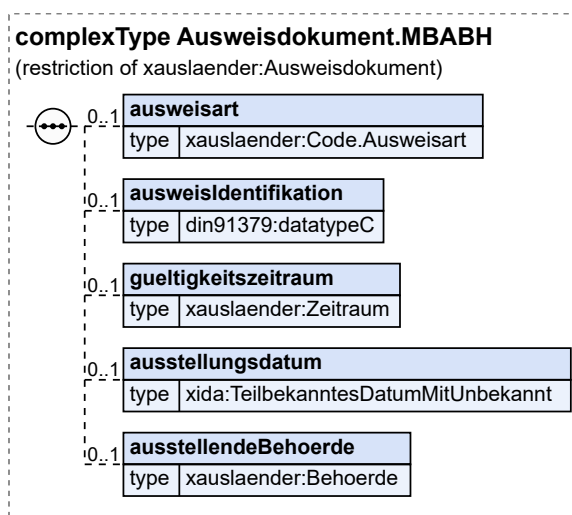 complexType Ausweisdokument.MBABH
(restriction of xauslaender:Ausweisdokument)
0..1 ausweisart
type xauslaender:Code.Ausweisart
0..1 ausweisIdentifikation
type din91379:datatypeC
0..1 gueltigkeitszeitraum
type xauslaender:Zeitraum
0..1 ausstellungsdatum
type xida:TeilbekanntesDatumMitUnbekannt
0..1 ausstellendeBehoerde
type xauslaender:Behoerde